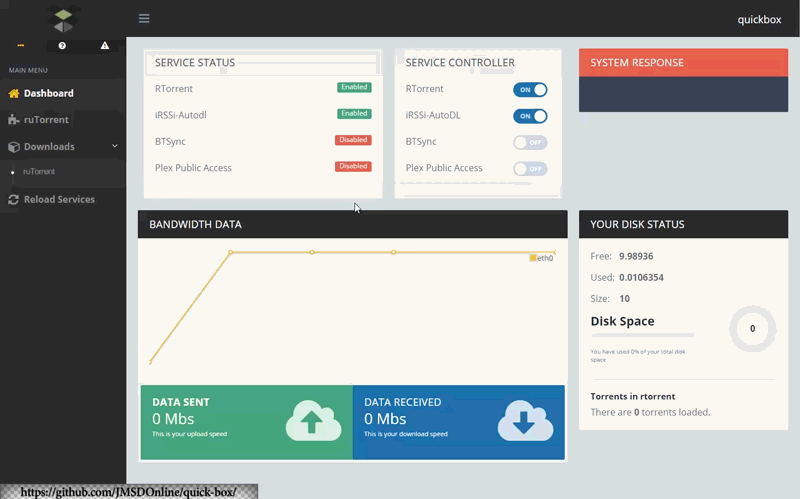 quickbox
MAIN MENU
Dashboard
ruTorrent
Downloads
ruTorrent
Reload Services
SERVICE STATUS
RTorrent Enabled
iRSSi-Autodl Enabled
BTSync Disabled
Plex Public Access Disabled
SERVICE CONTROLLER
RTorrent ON
iRSSi-AutoDL ON
BTSync OFF
Plex Public Access OFF
SYSTEM RESPONSE
BANDWIDTH DATA
eth0
DATA SENT
0 Mbs
This is your upload speed
DATA RECEIVED
0 Mbs
This is your download speed
YOUR DISK STATUS
Free: 9.98936
Used: 0.0106354
Size: 10
Disk Space
0
You have used 0% of your total disk
space
Torrents in rtorrent
There are 0 torrents loaded.
https://github.com/JMSDOnline/quick-box/